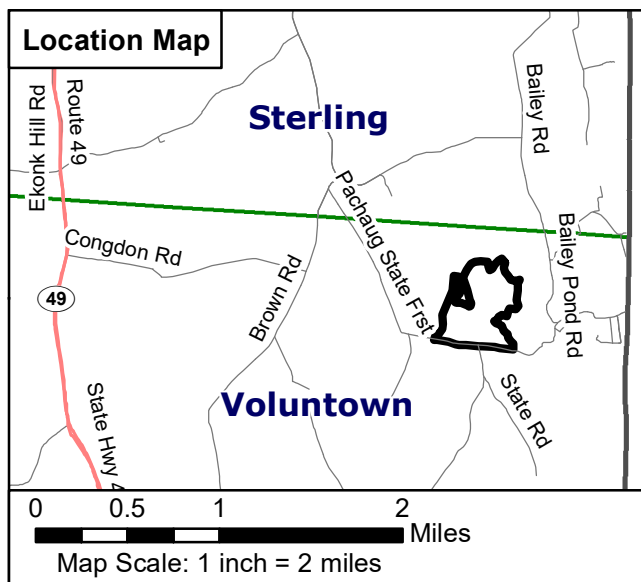 Location Map
Ekonk Hill Rd
Route 49
Sterling
Bailey Rd
Pachaug State Frst
Congdon Rd
Brown Rd
Bailey Pond Rd
49
State Hwy 4
Voluntown
State Rd
0 0.5 1 2
Miles
Map Scale: 1 inch = 2 miles